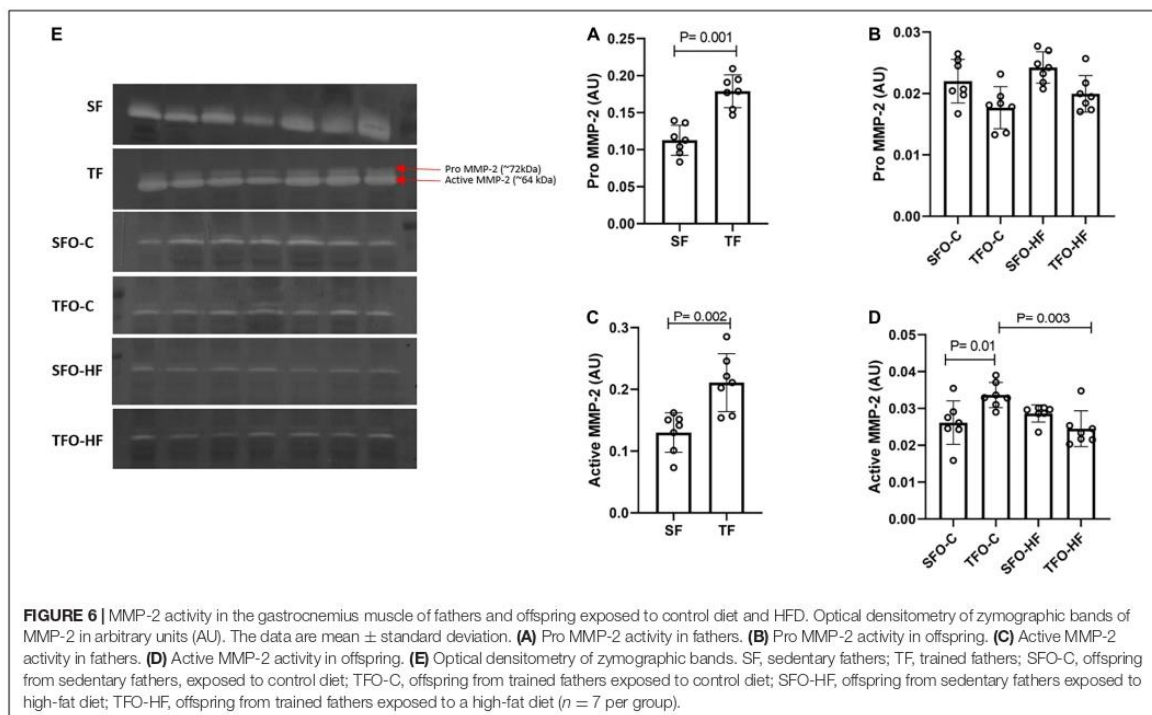 E
SF
TF
Pro MMP-2 (~72kDa)
Active MMP-2 (~64 kDa)
SFO-C
TFO-C
SFO-HF
TFO-HF
A
P= 0.001
Pro MMP-2 (AU)
0.25
0.20
0.15
0.10
0.05
0.00
SF TF
B
Pro MMP-2 (AU)
0.03
0.02
0.01
0.00
SFO-C TFO-C SFO-HF TFO-HF
C
P= 0.002
Active MMP-2 (AU)
0.3
0.2
0.1
0.0
SF TF
D
P= 0.003
P= 0.01
Active MMP-2 (AU)
0.05
0.04
0.03
0.02
0.01
0.00
SFO-C TFO-C SFO-HF TFO-HF
FIGURE 6 | MMP-2 activity in the gastrocnemius muscle of fathers and offspring exposed to control diet and HFD. Optical densitometry of zymographic bands of
MMP-2 in arbitrary units (AU). The data are mean ± standard deviation. (A) Pro MMP-2 activity in fathers. (B) Pro MMP-2 activity in offspring. (C) Active MMP-2
activity in fathers. (D) Active MMP-2 activity in offspring. (E) Optical densitometry of zymographic bands. SF, sedentary fathers; TF, trained fathers; SFO-C, offspring
from sedentary fathers, exposed to control diet; TFO-C, offspring from trained fathers exposed to control diet; SFO-HF, offspring from sedentary fathers exposed to
high-fat diet; TFO-HF, offspring from trained fathers exposed to a high-fat diet (n = 7 per group).